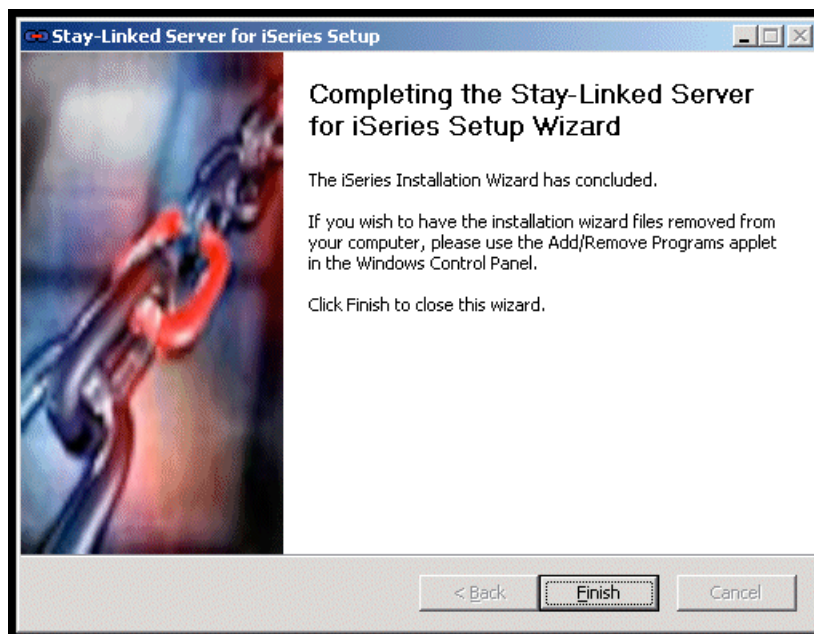 Stay-Linked Server for iSeries Setup
Completing the Stay-Linked Server
for iSeries Setup Wizard
The iSeries Installation Wizard has concluded.
If you wish to have the installation wizard files removed from
your computer, please use the Add/Remove Programs applet
in the Windows Control Panel.
Click Finish to close this wizard.
< Back
Finish
Cancel